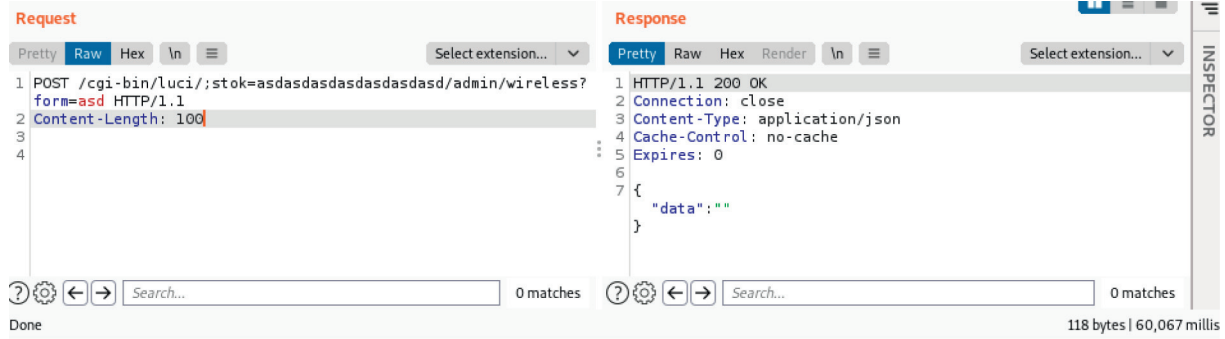 Request
Pretty Raw Hex \n Select extension...
1 POST /cgi-bin/luci/;stok=asdasdasdasdasdasdasd/admin/wireless?
form=asd HTTP/1.1
2 Content-Length: 100
3
4
Search... 0 matches
Response
Pretty Raw Hex Render \n Select extension...
1 HTTP/1.1 200 OK
2 Connection: close
3 Content-Type: application/json
4 Cache-Control: no-cache
5 Expires: 0
6
7 {
"data":""
}
Search... 0 matches
INSPECTOR
Done 118 bytes | 60,067 millis